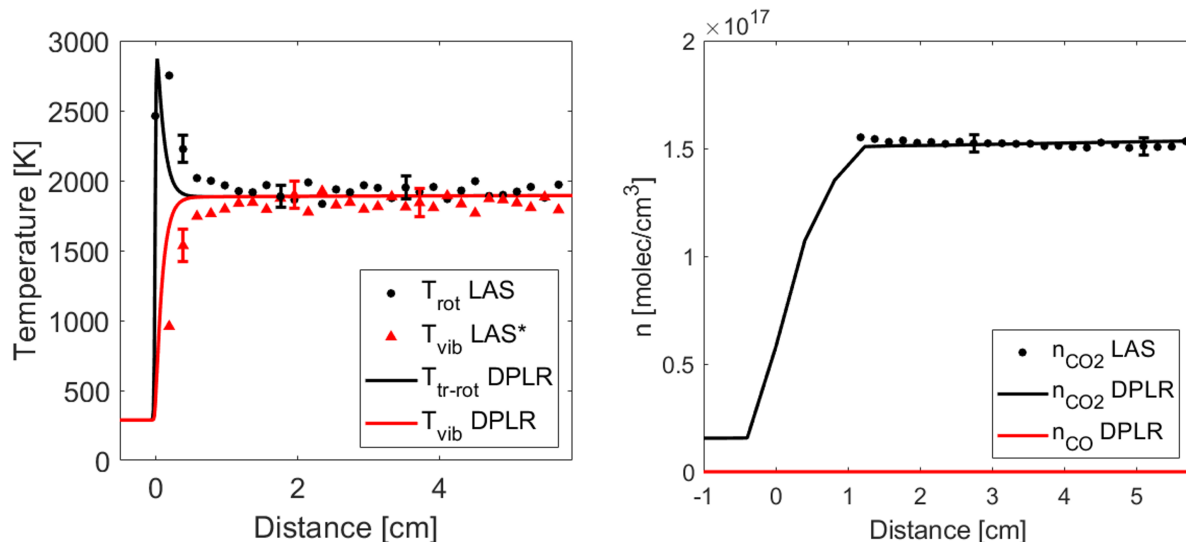 3000
2500
2000
1500
1000
500
0
Temperature [K]
0
2
4
Distance [cm]
T_rot LAS
T_vib LAS*
T_tr-rot DPLR
T_vib DPLR
×10^17
2
1.5
1
0.5
0
n [molec/cm^3]
-1
0
1
2
3
4
5
Distance [cm]
n_CO2 LAS
n_CO2 DPLR
n_CO DPLR